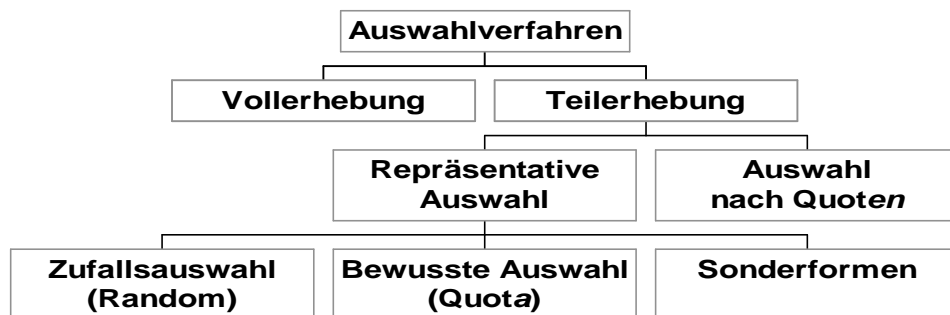 Auswahlverfahren
Vollerhebung
Teilerhebung
Repräsentative
Auswahl
Auswahl
nach Quoten
Zufallsauswahl
(Random)
Bewusste Auswahl
(Quota)
Sonderformen